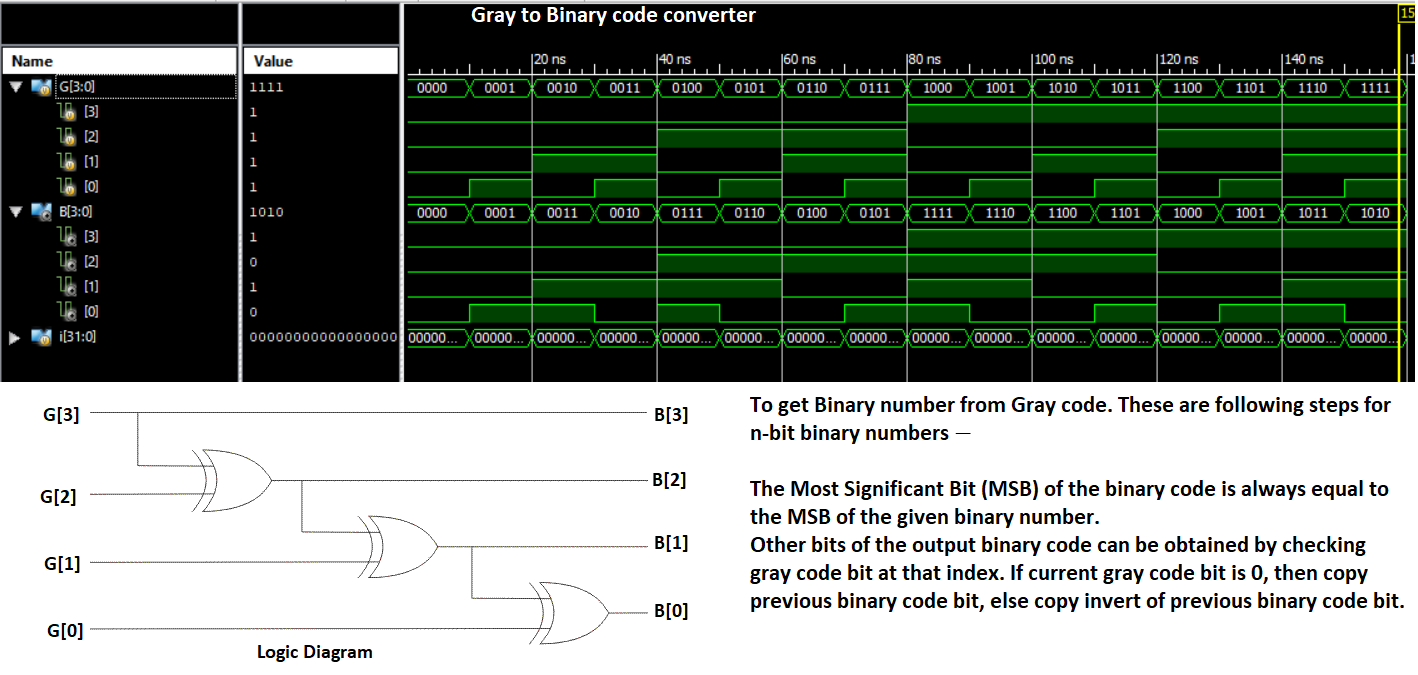 Gray to Binary code converter
15
Name Value
20 ns 40 ns 60 ns 80 ns 100 ns 120 ns 140 ns 1
G[3:0] 1111 0000 0001 0010 0011 0100 0101 0110 0111 1000 1001 1010 1011 1100 1101 1110 1111
[3] 1
[2] 1
[1] 1
[0] 1
B[3:0] 1010 0000 0001 0011 0010 0111 0110 0100 0101 1111 1110 1100 1101 1000 1001 1011 1010
[3] 1
[2] 0
[1] 1
[0] 0
i[31:0] 000000000000000000 00000... 00000... 00000... 00000... 00000... 00000... 00000... 00000... 00000... 00000... 00000... 00000... 00000... 00000... 00000... 00000...
G[3] B[3]
G[2] B[2]
G[1] B[1]
G[0] B[0]
Logic Diagram
To get Binary number from Gray code. These are following steps for
n-bit binary numbers —
The Most Significant Bit (MSB) of the binary code is always equal to
the MSB of the given binary number.
Other bits of the output binary code can be obtained by checking
gray code bit at that index. If current gray code bit is 0, then copy
previous binary code bit, else copy invert of previous binary code bit.